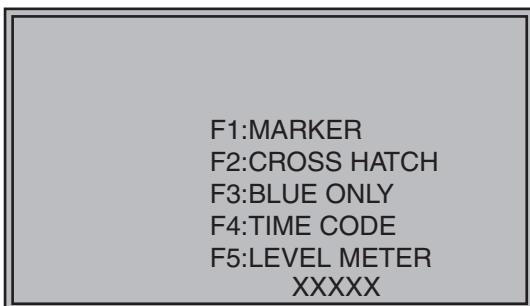 F1:MARKER
F2:CROSS HATCH
F3:BLUE ONLY
F4:TIME CODE
F5:LEVEL METER
XXXXX